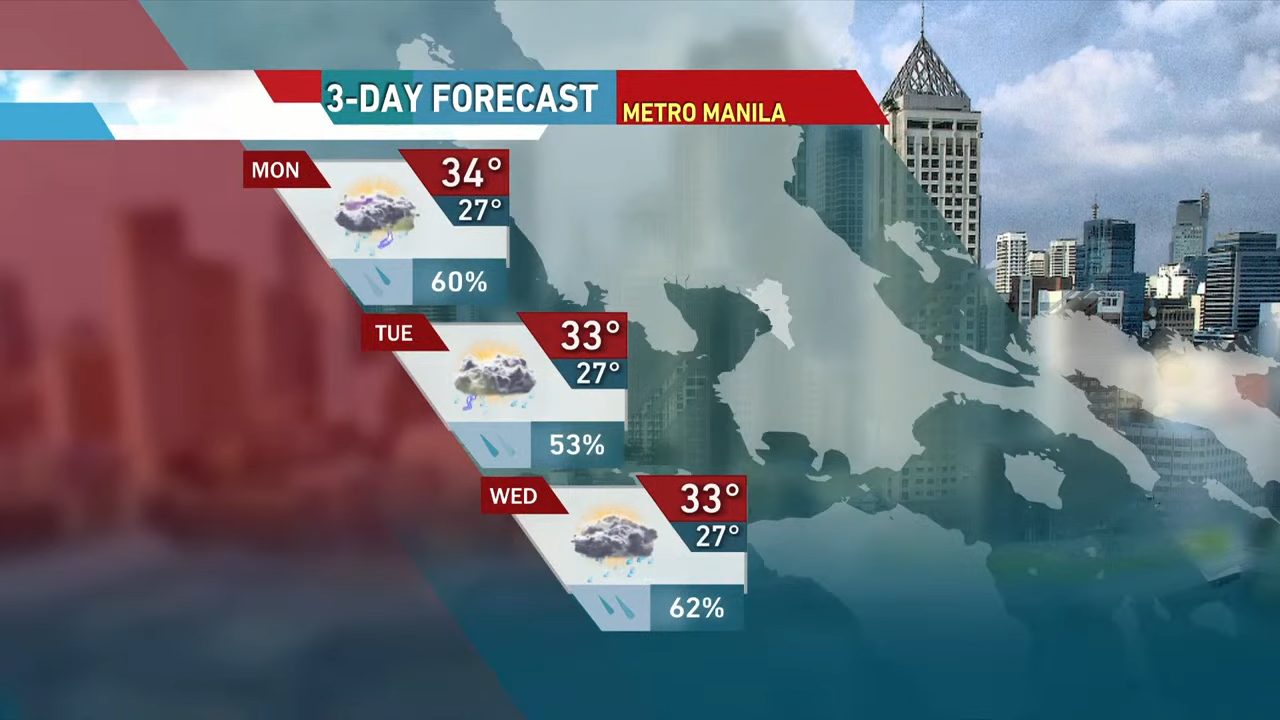 3-DAY FORECAST
METRO MANILA
MON
34°
27°
60%
TUE
33°
27°
53%
WED
33°
27°
62%